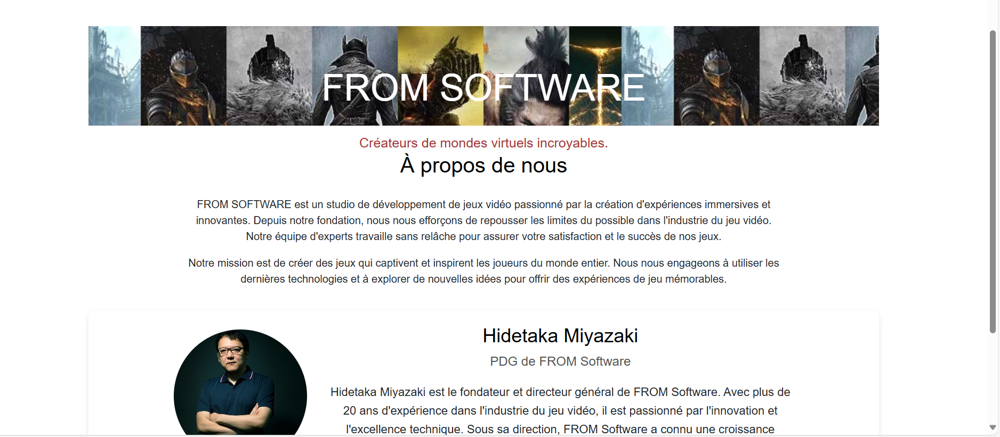 FROM SOFTWARE
Créateurs de mondes virtuels incroyables.
À propos de nous
FROM SOFTWARE est un studio de développement de jeux vidéo passionné par la création d'expériences immersives et
innovantes. Depuis notre fondation, nous nous efforçons de repousser les limites du possible dans l'industrie du jeu vidéo.
Notre équipe d'experts travaille sans relâche pour assurer votre satisfaction et le succès de nos jeux.
Notre mission est de créer des jeux qui captivent et inspirent les joueurs du monde entier. Nous nous engageons à utiliser les
dernières technologies et à explorer de nouvelles idées pour offrir des expériences de jeu mémorables.
Hidetaka Miyazaki
PDG de FROM Software
Hidetaka Miyazaki est le fondateur et directeur général de FROM Software. Avec plus de
20 ans d'expérience dans l'industrie du jeu vidéo, il est passionné par l'innovation et
l'excellence technique. Sous sa direction, FROM Software a connu une croissance